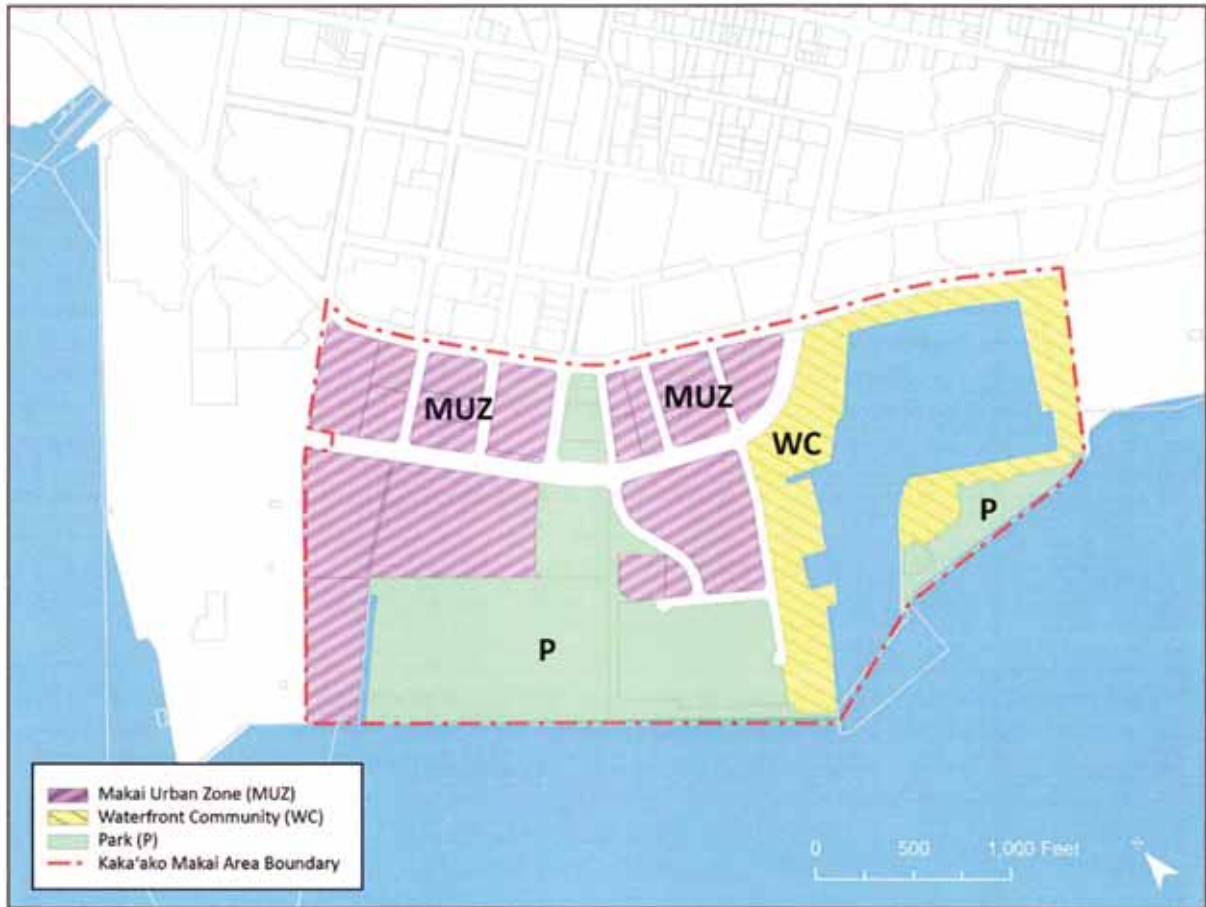 MUZ
MUZ
WC
P
P
Makai Urban Zone (MUZ)
Waterfront Community (WC)
Park (P)
Kaka'ako Makai Area Boundary
0 500 1,000 Feet